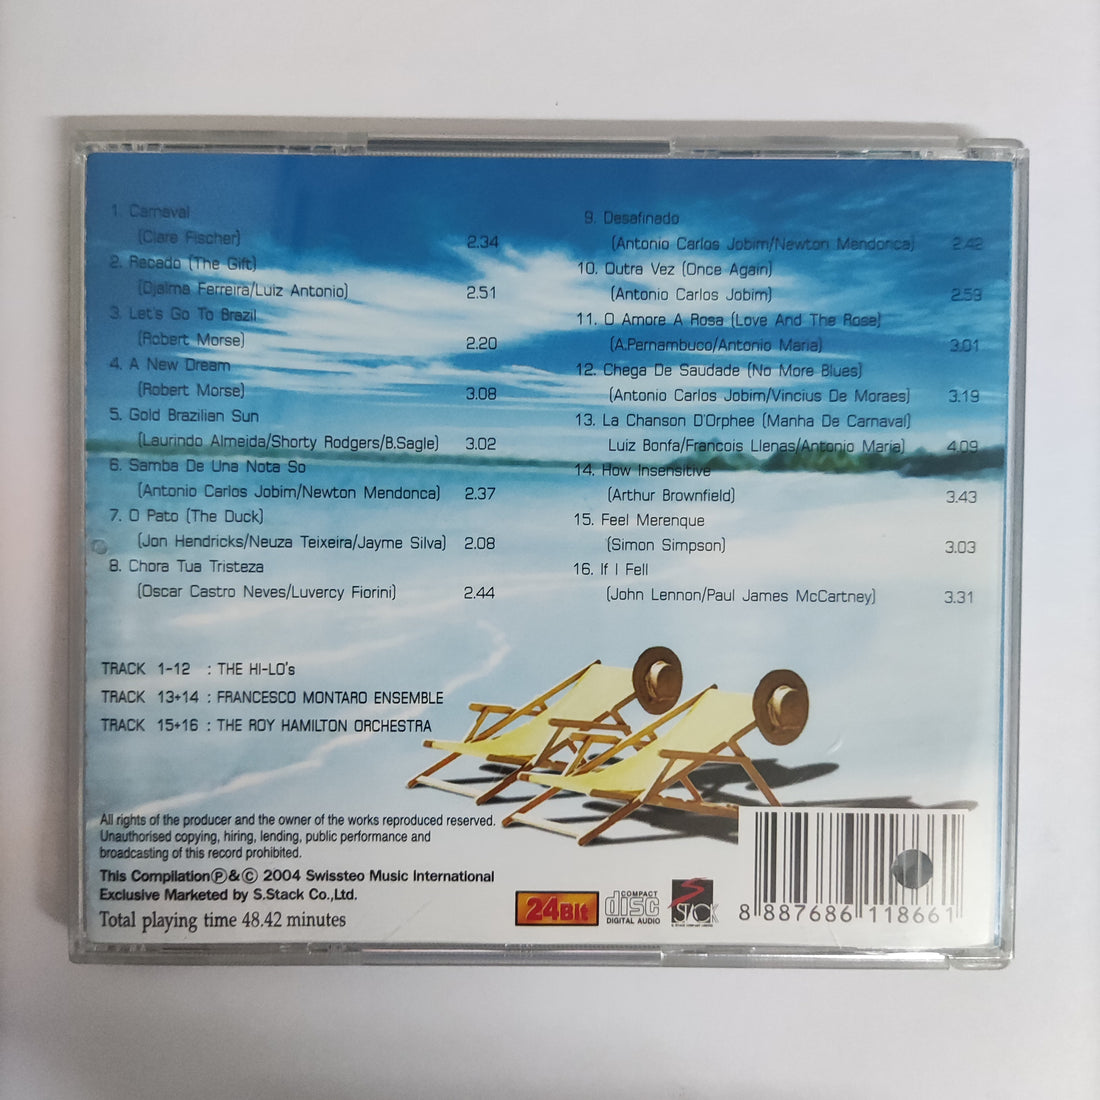 1. Carnaval
(Clare Fischer) 2.34
2. Recado (The Gift)
(Djalma Ferreira/Luiz Antonio) 2.51
3. Let's Go To Brazil
(Robert Morse) 2.20
4. A New Dream
(Robert Morse) 3.08
5. Gold Brazilian Sun
(Laurindo Almeida/Shorty Rodgers/B.Sagle) 3.02
6. Samba De Una Nota So
(Antonio Carlos Jobim/Newton Mendonca) 2.37
7. O Pato (The Duck)
(Jon Hendricks/Neuza Teixeira/Jayme Silva) 2.08
8. Chora Tua Tristeza
(Oscar Castro Neves/Luvercy Fiorini) 2.44
9. Desafinado
(Antonio Carlos Jobim/Newton Mendonca) 2.42
10. Outra Vez (Once Again)
(Antonio Carlos Jobim) 2.53
11. O Amore A Rosa (Love And The Rose)
(A.Pernambuco/Antonio Maria) 3.01
12. Chega De Saudade (No More Blues)
(Antonio Carlos Jobim/Vincius De Moraes) 3.19
13. La Chanson D'Orphee (Manha De Carnaval)
Luiz Bonfa/Francois Llenas/Antonio Maria) 4.09
14. How Insensitive
(Arthur Brownfield) 3.43
15. Feel Merenque
(Simon Simpson) 3.03
16. If I Fell
(John Lennon/Paul James McCartney) 3.31
TRACK 1-12 : THE HI-LO's
TRACK 13+14 : FRANCESCO MONTARO ENSEMBLE
TRACK 15+16 : THE ROY HAMILTON ORCHESTRA
All rights of the producer and the owner of the works reproduced reserved.
Unauthorised copying, hiring, lending, public performance and
broadcasting of this record prohibited.
This Compilation Ⓟ & © 2004 Swissteo Music International
Exclusive Marketed by S.Stack Co.,Ltd.
Total playing time 48.42 minutes
24Bit
COMPACT
disc
DIGITAL AUDIO
S STACK
8 887686 118661